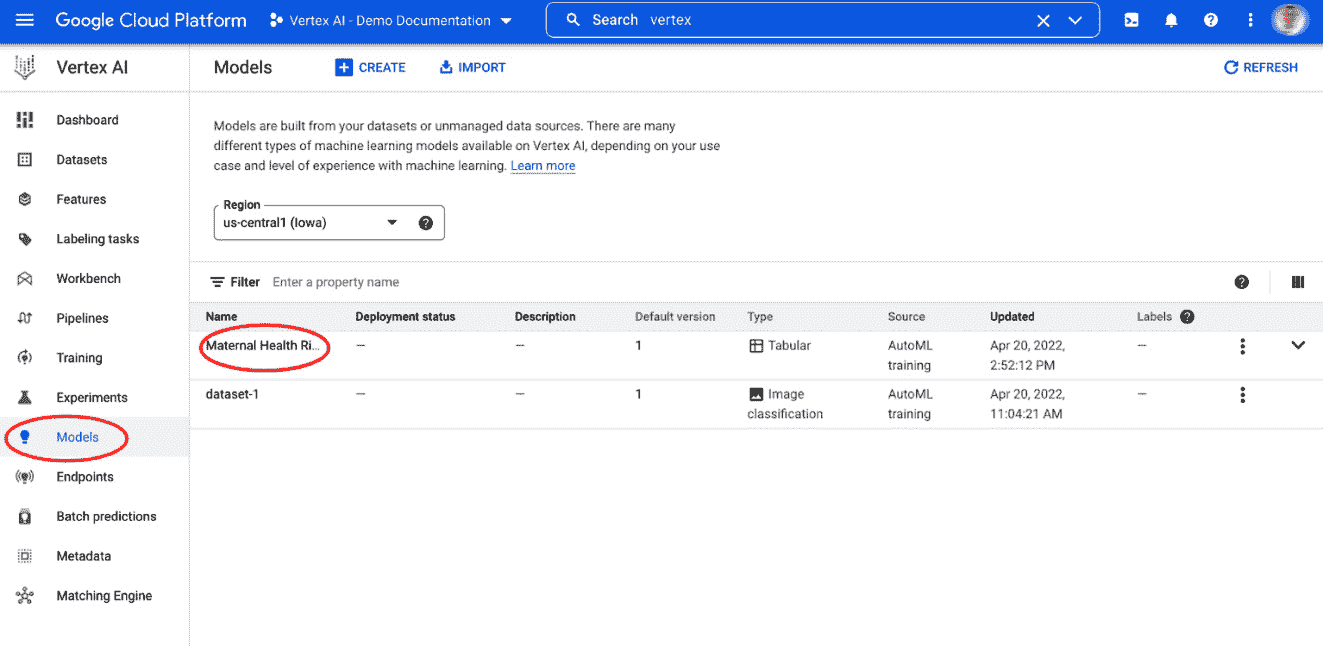 Google Cloud Platform
Vertex AI - Demo Documentation
Search vertex
Vertex AI
Models
CREATE
IMPORT
REFRESH
Dashboard
Datasets
Features
Labeling tasks
Workbench
Pipelines
Training
Experiments
Models
Endpoints
Batch predictions
Metadata
Matching Engine
Models are built from your datasets or unmanaged data sources. There are many
different types of machine learning models available on Vertex AI, depending on your use
case and level of experience with machine learning. Learn more
Region
us-central1 (Iowa)
Filter Enter a property name
Name Deployment status Description Default version Type Source Updated Labels
Maternal Health Ri... — — 1 Tabular AutoML Apr 20, 2022, —
training 2:52:12 PM
dataset-1 — — 1 Image AutoML Apr 20, 2022, —
classification training 11:04:21 AM